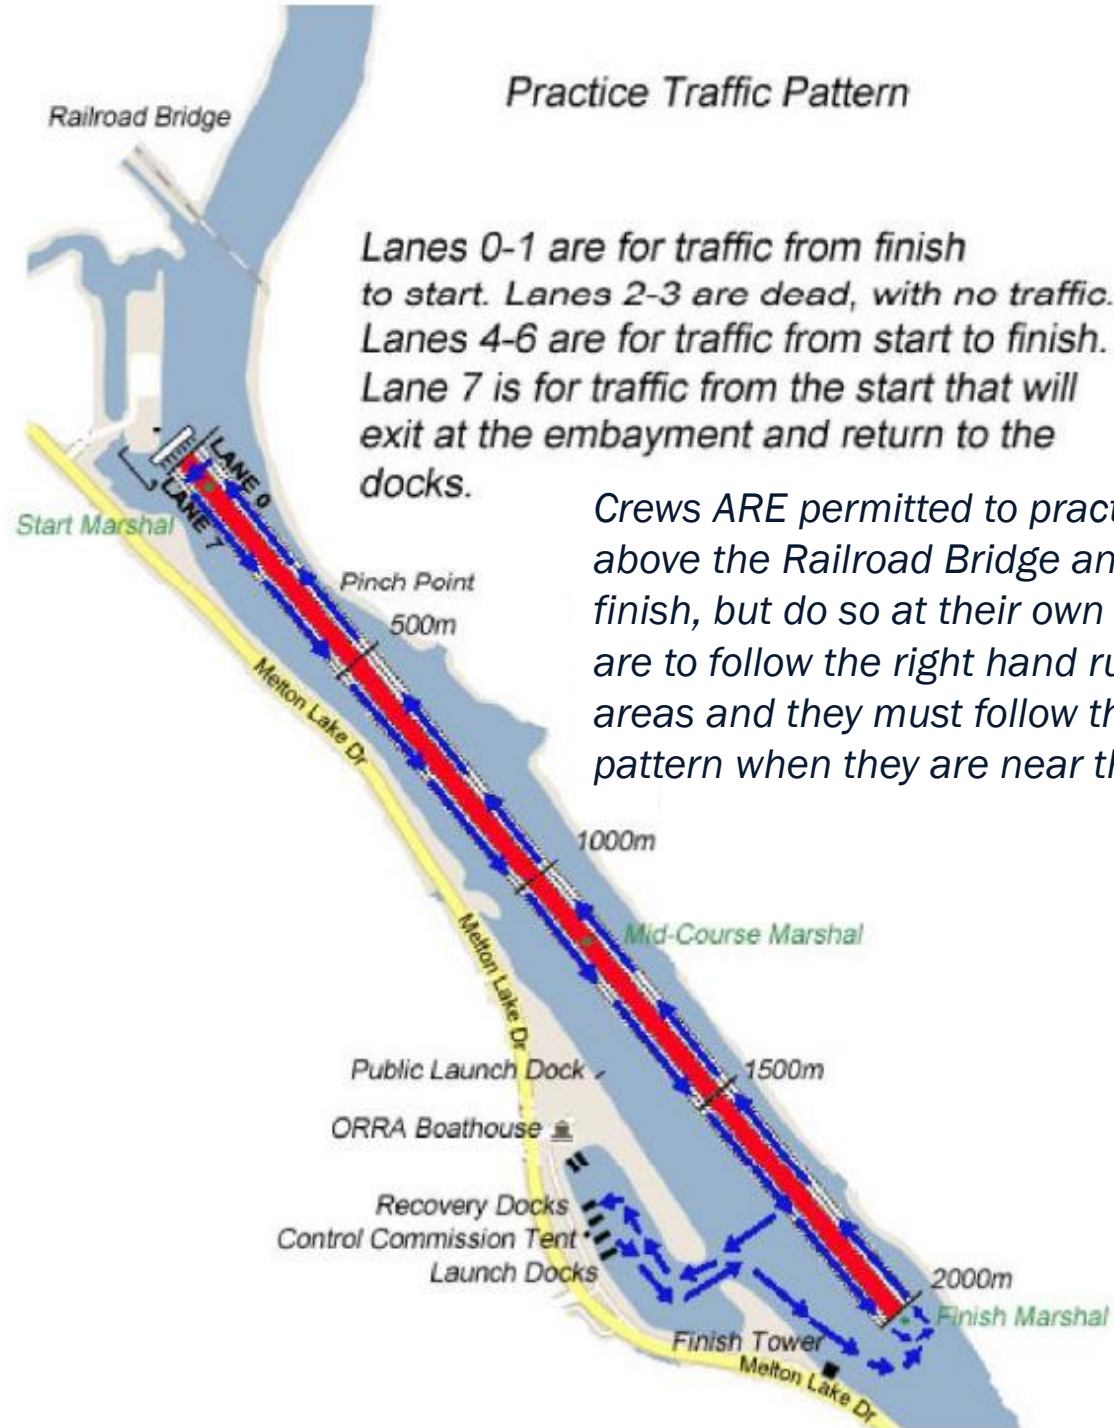 Practice Traffic Pattern
Railroad Bridge
Lanes 0-1 are for traffic from finish
to start. Lanes 2-3 are dead, with no traffic.
Lanes 4-6 are for traffic from start to finish.
Lane 7 is for traffic from the start that will
exit at the embayment and return to the
docks.
LANE 0
LANE 7
Start Marshal
Crews ARE permitted to pract
above the Railroad Bridge an
finish, but do so at their own
are to follow the right hand ru
areas and they must follow th
pattern when they are near th
Pinch Point
500m
Melton Lake Dr
1000m
Mid-Course Marshal
Melton Lake Dr
Public Launch Dock
1500m
ORRA Boathouse
Recovery Docks
Control Commission Tent
Launch Docks
2000m
Finish Marshal
Finish Tower
Melton Lake Dr